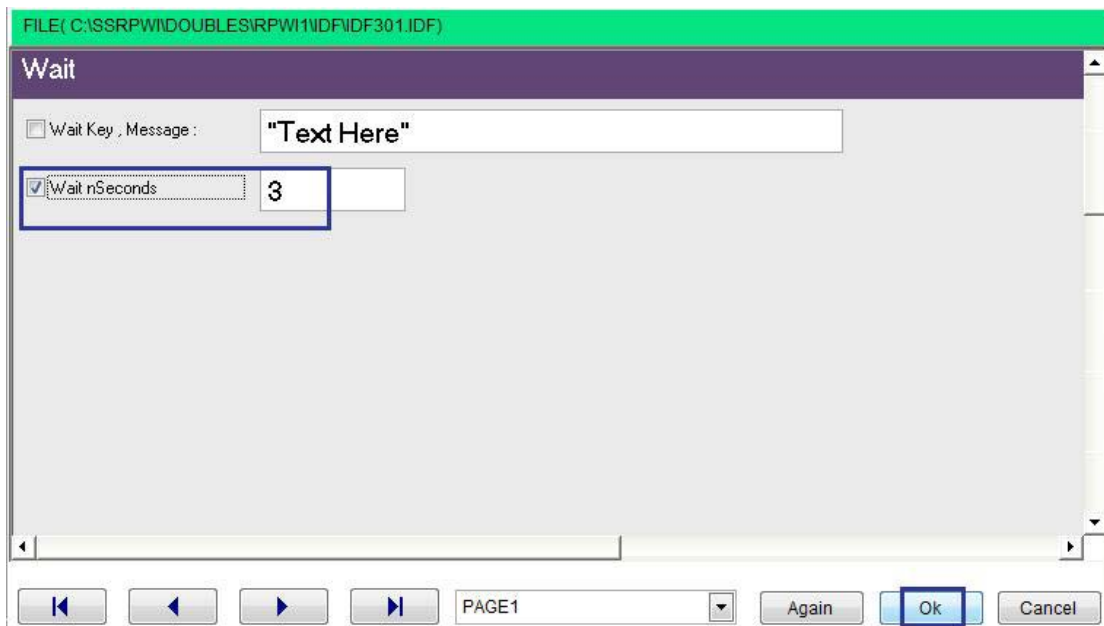 FILE( C:\SSRPWI\DOUBLES\RPWI1\IDF\IDF301.IDF)
Wait
Wait Key , Message : "Text Here"
Wait nSeconds 3
PAGE1 Again Ok Cancel